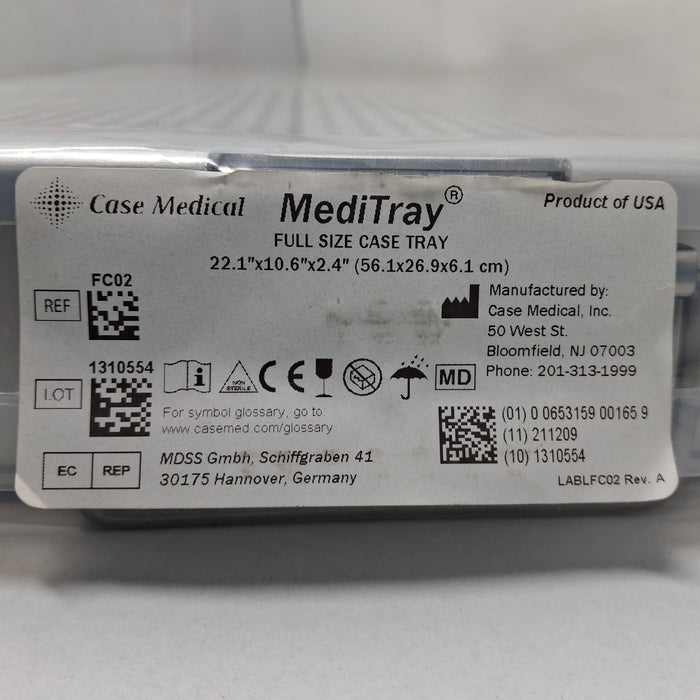 Case Medical
MediTray®
Product of USA
FULL SIZE CASE TRAY
22.1"x10.6"x2.4" (56.1x26.9x6.1 cm)
REF
FC02
Manufactured by:
Case Medical, Inc.
50 West St.
Bloomfield, NJ 07003
Phone: 201-313-1999
LOT
1310554
i
NON STERILE
CE
MD
For symbol glossary, go to:
www.casemed.com/glossary
(01) 0 0653159 00165 9
(11) 211209
(10) 1310554
EC REP
MDSS Gmbh, Schiffgraben 41
30175 Hannover, Germany
LABLFC02 Rev. A